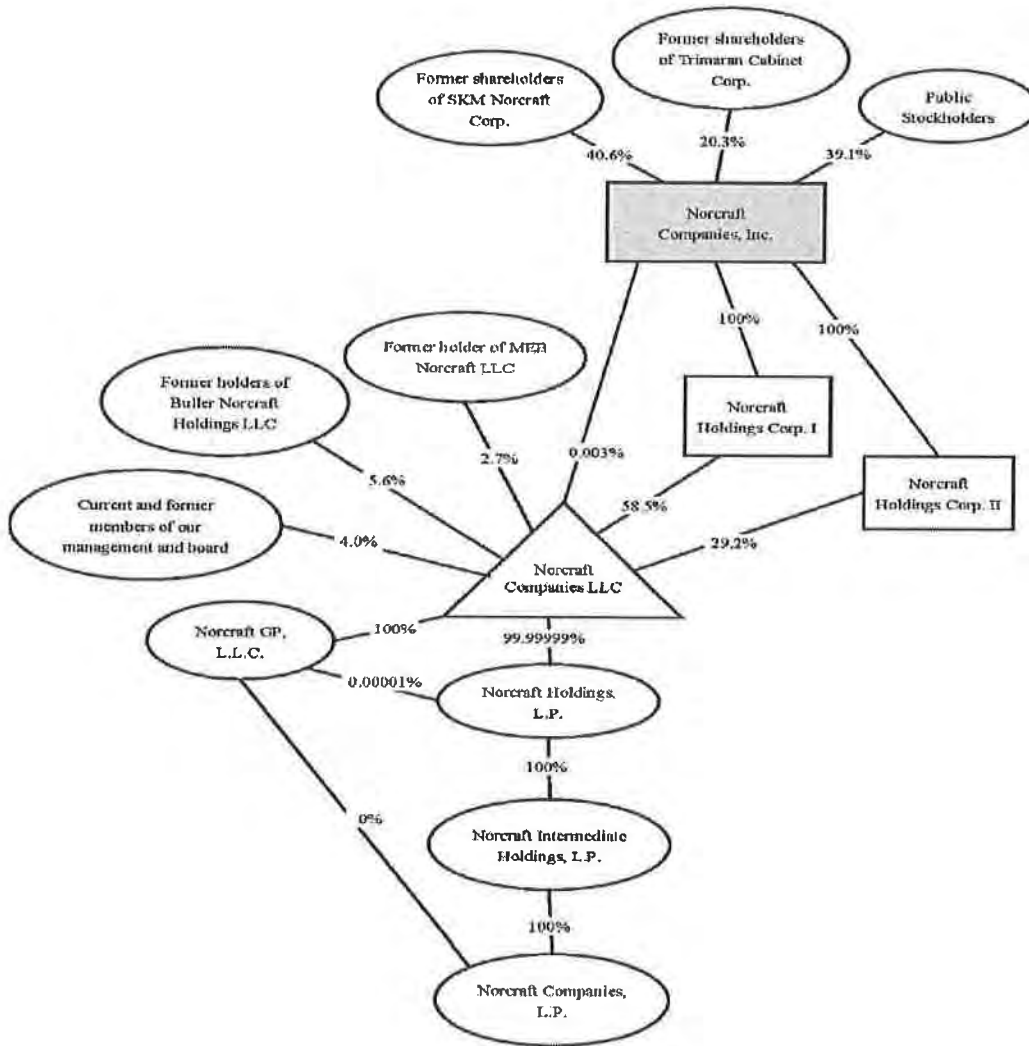 Former shareholders
of Trimaran Cabinet
Corp.
Former shareholders
of SKM Norcraft
Corp.
Public
Stockholders
40.6%
20.3%
39.1%
Norcraft
Companies, Inc.
100%
100%
Former holder of MEB
Norcraft LLC
Former holders of
Buller Norcraft
Holdings LLC
Norcraft
Holdings Corp. I
Norcraft
Holdings Corp. II
2.7%
0.003%
5.6%
58.5%
29.2%
Current and former
members of our
management and board
4.0%
Norcraft
Companies LLC
Norcraft GP,
L.L.C.
100%
99.99999%
0.00001%
Norcraft Holdings,
L.P.
100%
0%
Norcraft Intermediate
Holdings, L.P.
100%
Norcraft Companies,
L.P.